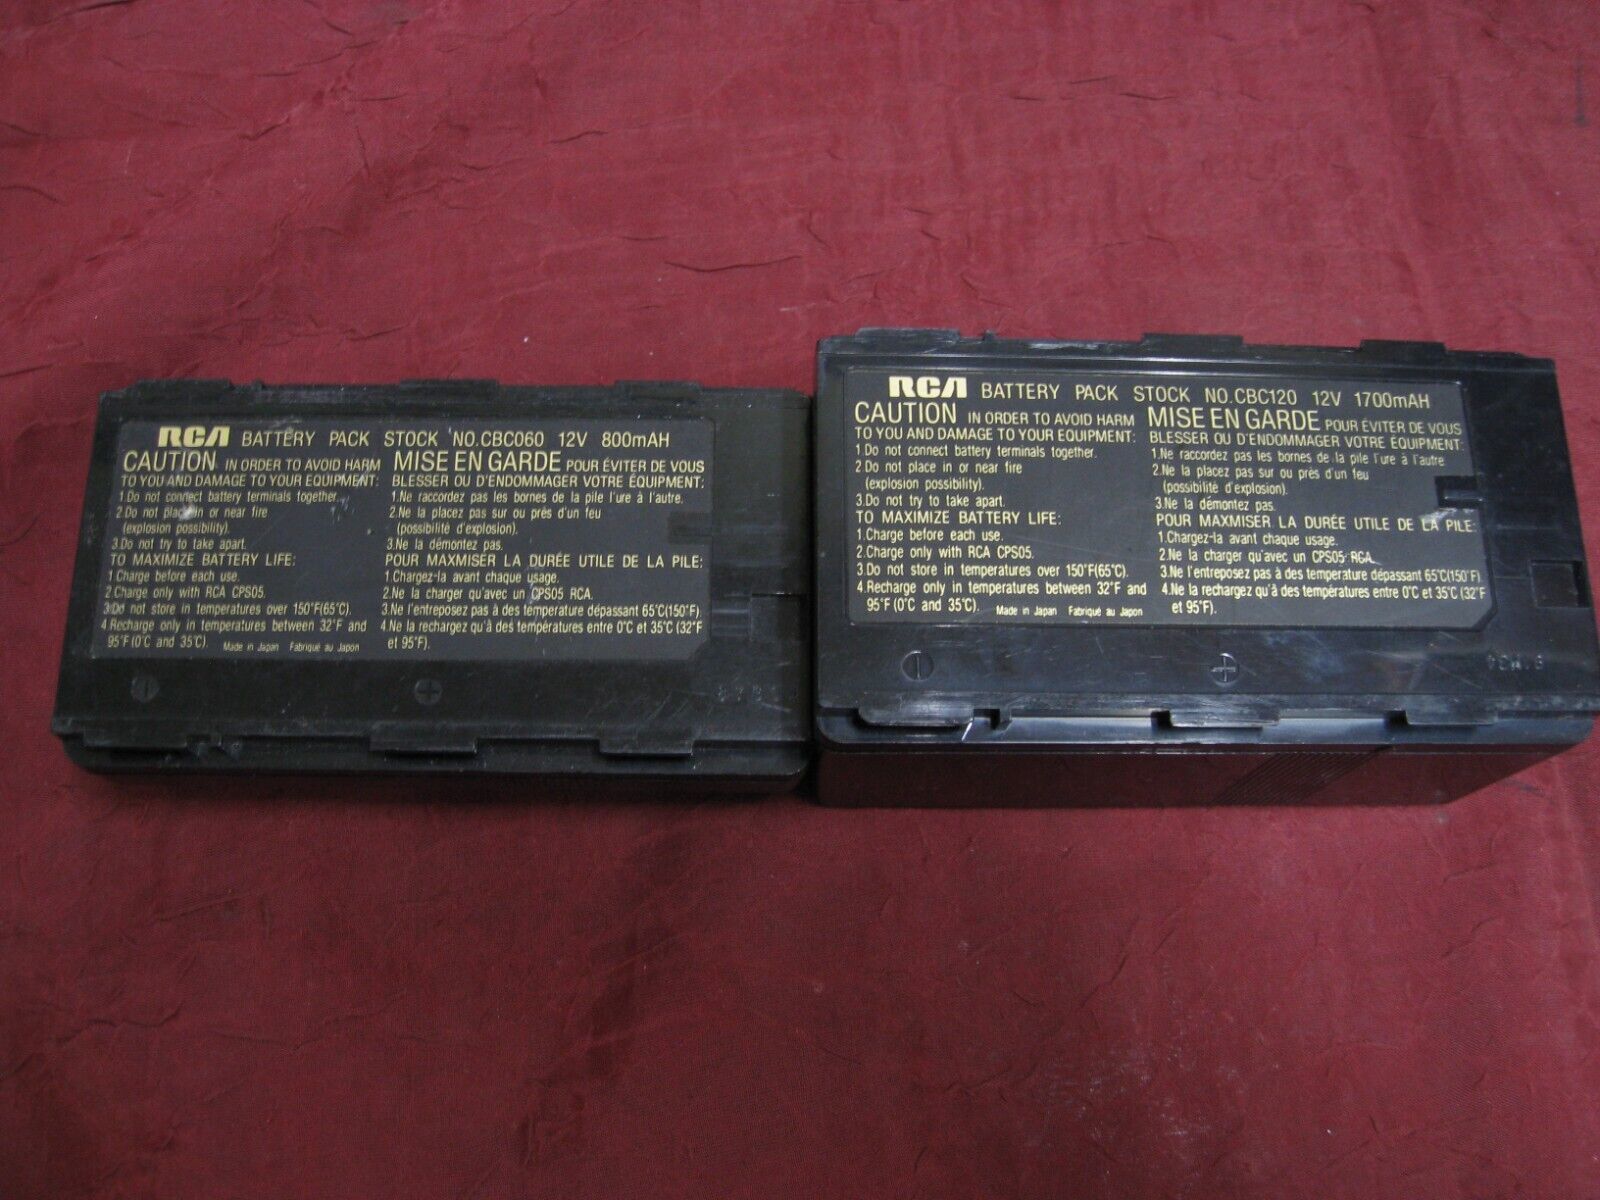 RCA BATTERY PACK STOCK NO.CBC060 12V 800mAH
CAUTION IN ORDER TO AVOID HARM
TO YOU AND DAMAGE TO YOUR EQUIPMENT:
1.Do not connect battery terminals together.
2.Do not place in or near fire
(explosion possibility).
3.Do not try to take apart.
TO MAXIMIZE BATTERY LIFE:
1.Charge before each use.
2.Charge only with RCA CPS05.
3.Do not store in temperatures over 150°F(65°C).
4.Recharge only in temperatures between 32°F and
95°F(0°C and 35°C). Made in Japan Fabriqué au Japon
MISE EN GARDE POUR ÉVITER DE VOUS
BLESSER OU D'ENDOMMAGER VOTRE ÉQUIPEMENT:
1.Ne raccordez pas les bornes de la pile l'ure à l'autre.
2.Ne la placez pas sur ou près d'un feu
(possibilité d'explosion).
3.Ne la démontez pas.
POUR MAXMISER LA DURÉE UTILE DE LA PILE:
1.Chargez-la avant chaque usage.
2.Ne la charger qu'avec un CPS05 RCA.
3.Ne l'entreposez pas à des température dépassant 65°C(150°F).
4.Ne la rechargez qu'à des températures entre 0°C et 35°C (32°F
et 95°F).
RCA BATTERY PACK STOCK NO.CBC120 12V 1700mAH
CAUTION IN ORDER TO AVOID HARM
TO YOU AND DAMAGE TO YOUR EQUIPMENT:
1.Do not connect battery terminals together.
2.Do not place in or near fire
(explosion possibility).
3.Do not try to take apart.
TO MAXIMIZE BATTERY LIFE:
1.Charge before each use.
2.Charge only with RCA CPS05.
3.Do not store in temperatures over 150°F(65°C).
4.Recharge only in temperatures between 32°F and
95°F(0°C and 35°C). Made in Japan Fabriqué au Japon
MISE EN GARDE POUR ÉVITER DE VOUS
BLESSER OU D'ENDOMMAGER VOTRE ÉQUIPEMENT:
1.Ne raccordez pas les bornes de la pile l'ure à l'autre
2.Ne la placez pas sur ou près d'un feu
(possibilité d'explosion).
3.Ne la démontez pas.
POUR MAXMISER LA DURÉE UTILE DE LA PILE:
1.Chargez-la avant chaque usage.
2.Ne la charger qu'avec un CPS05 RCA.
3.Ne l'entreposez pas à des température dépassant 65°C(150°F).
4.Ne la rechargez qu'à des températures entre 0°C et 35°C (32°F
et 95°F).